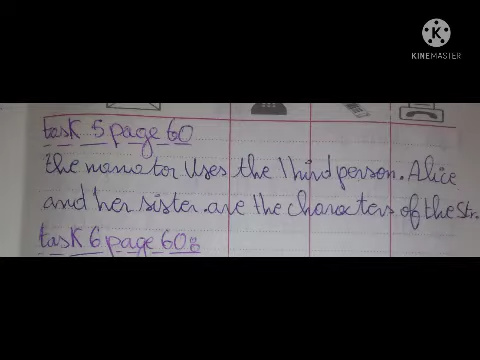 KINEMASTER
task 5 page 60
the narrator uses the third person. Alice
and her sister are the characters of the Str.
task 6 page 60